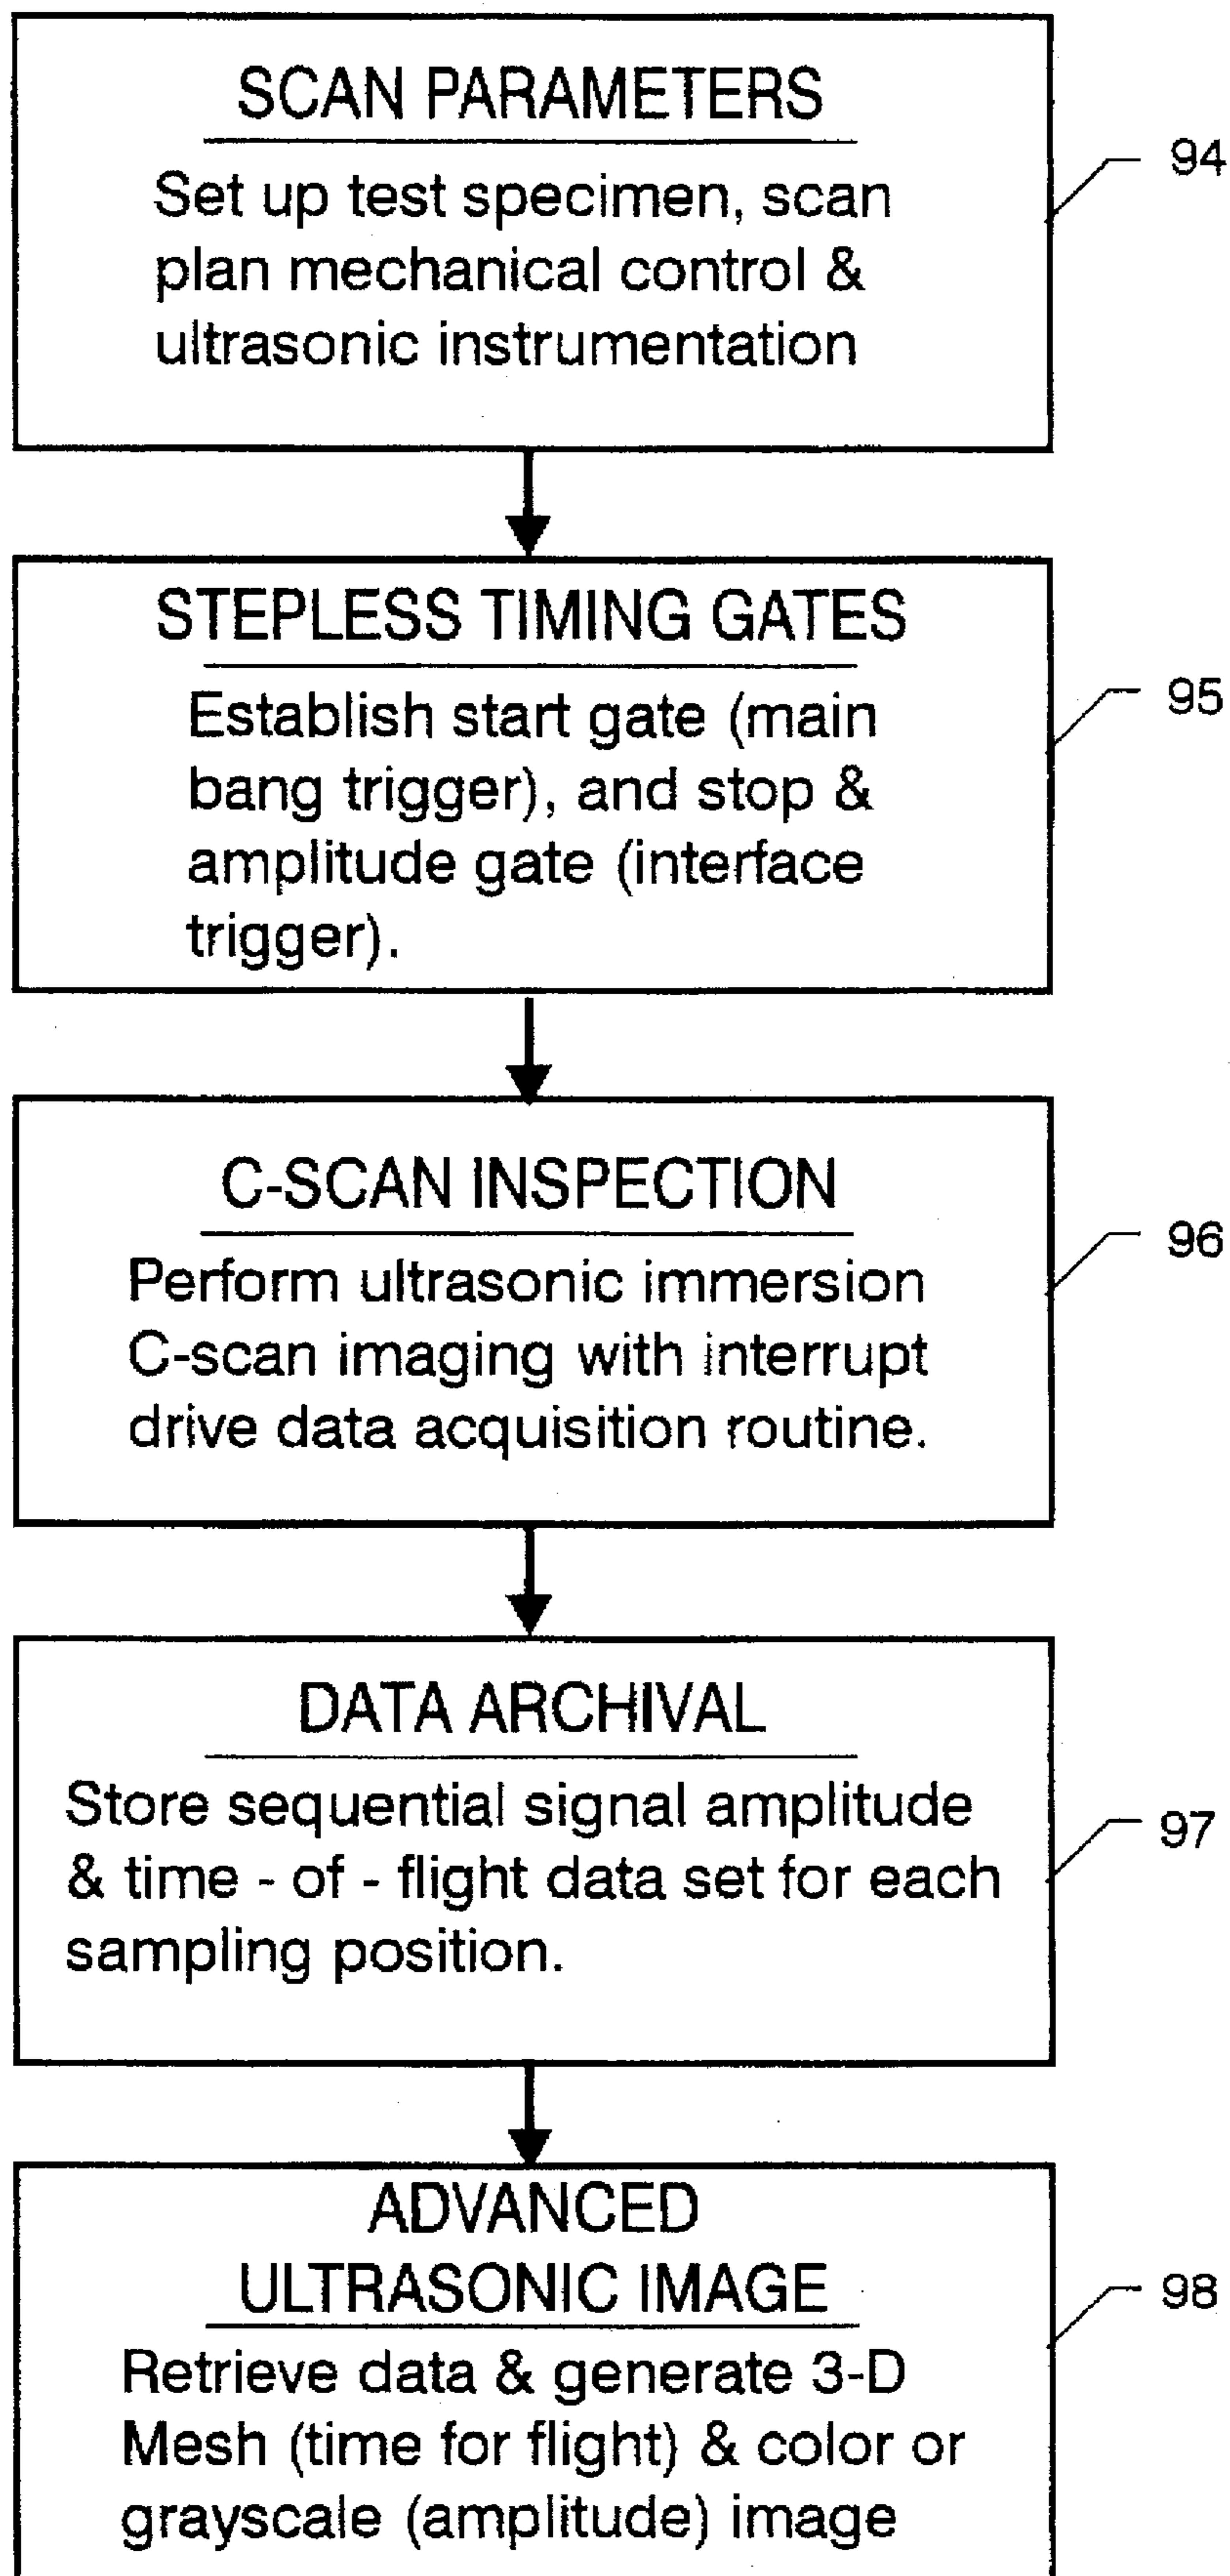 SCAN PARAMETERS
Set up test specimen, scan
plan mechanical control &
ultrasonic instrumentation
94
STEPLESS TIMING GATES
Establish start gate (main
bang trigger), and stop &
amplitude gate (interface
trigger).
95
C-SCAN INSPECTION
Perform ultrasonic immersion
C-scan imaging with interrupt
drive data acquisition routine.
96
DATA ARCHIVAL
Store sequential signal amplitude
& time - of - flight data set for each
sampling position.
97
ADVANCED
ULTRASONIC IMAGE
Retrieve data & generate 3-D
Mesh (time for flight) & color or
grayscale (amplitude) image
98